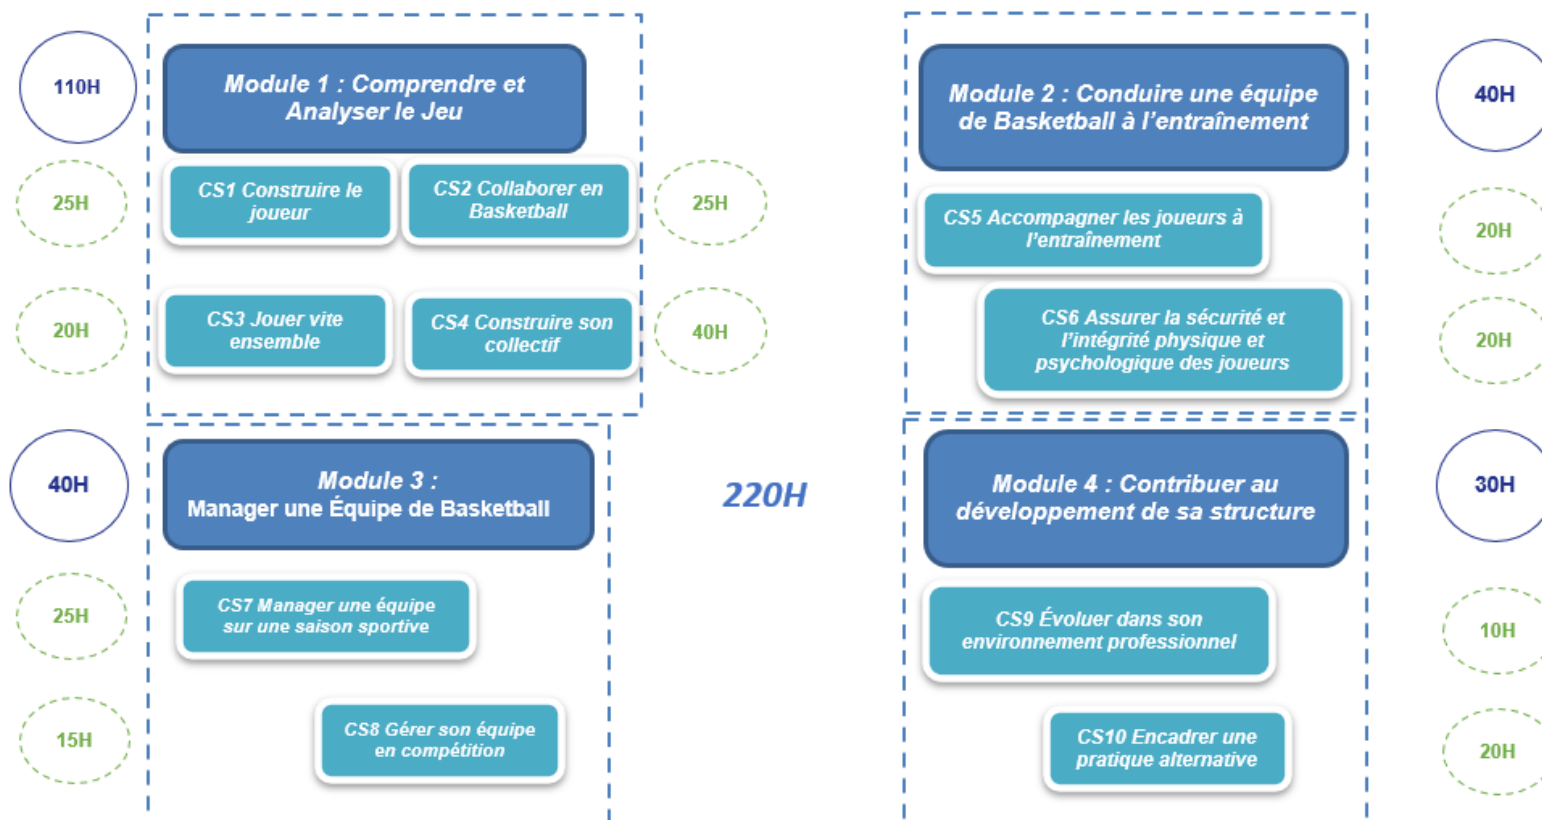 110H
Module 1 : Comprendre et
Analyser le Jeu
25H
CS1 Construire le
joueur
CS2 Collaborer en
Basketball
25H
20H
CS3 Jouer vite
ensemble
CS4 Construire son
collectif
40H
Module 2 : Conduire une équipe
de Basketball à l’entraînement
40H
CS5 Accompagner les joueurs à
l’entraînement
20H
CS6 Assurer la sécurité et
l’intégrité physique et
psychologique des joueurs
20H
40H
Module 3 :
Manager une Équipe de Basketball
25H
CS7 Manager une équipe
sur une saison sportive
15H
CS8 Gérer son équipe
en compétition
220H
Module 4 : Contribuer au
développement de sa structure
30H
CS9 Évoluer dans son
environnement professionnel
10H
CS10 Encadrer une
pratique alternative
20H